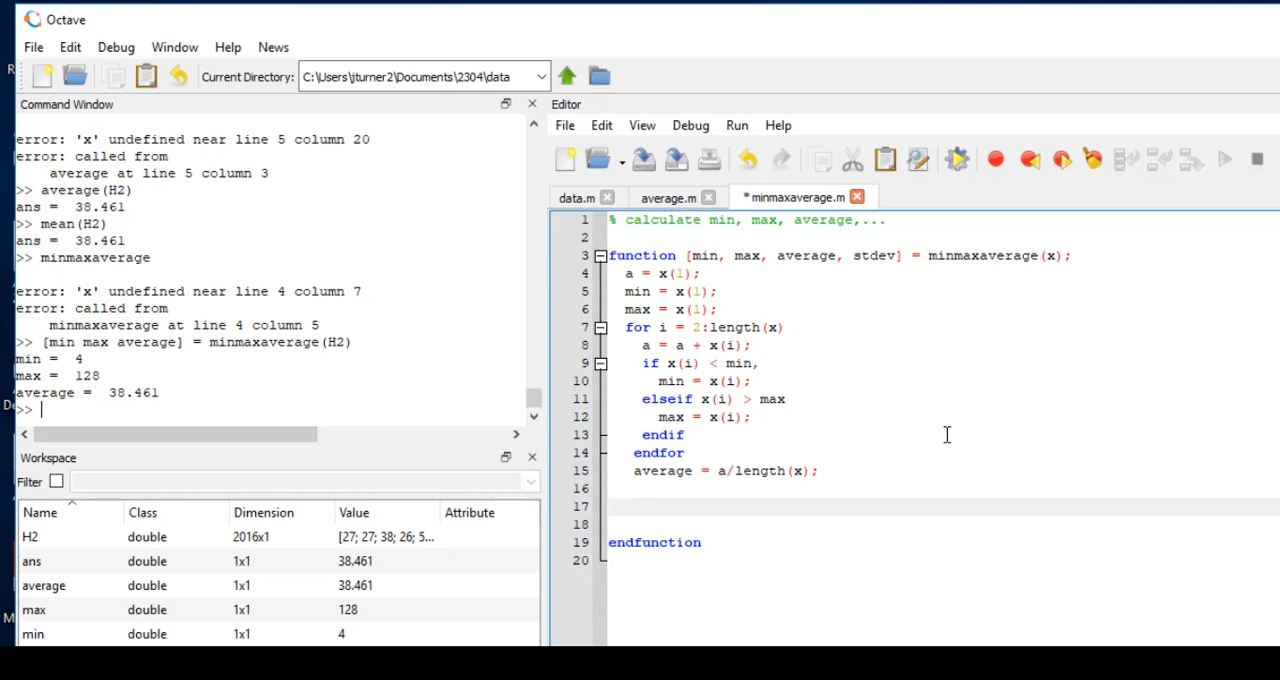 Octave
File Edit Debug Window Help News
Current Directory: C:\Users\jturner2\Documents\2304\data
Command Window
error: 'x' undefined near line 5 column 20
error: called from
    average at line 5 column 3
>> average(H2)
ans =  38.461
>> mean(H2)
ans =  38.461
>> minmaxaverage
error: 'x' undefined near line 4 column 7
error: called from
    minmaxaverage at line 4 column 5
>> [min max average] = minmaxaverage(H2)
min =  4
max =  128
average =  38.461
>>
Workspace
Filter
Name Class Dimension Value Attribute
H2 double 2016x1 [27; 27; 38; 26; 5...
ans double 1x1 38.461
average double 1x1 38.461
max double 1x1 128
min double 1x1 4
Editor
File Edit View Debug Run Help
data.m average.m * minmaxaverage.m
1 % calculate min, max, average,...
2
3 function [min, max, average, stdev] = minmaxaverage(x);
4   a = x(1);
5   min = x(1);
6   max = x(1);
7   for i = 2:length(x)
8     a = a + x(i);
9     if x(i) < min,
10       min = x(i);
11     elseif x(i) > max
12       max = x(i);
13     endif
14    endfor
15    average = a/length(x);
16
17
18
19 endfunction
20